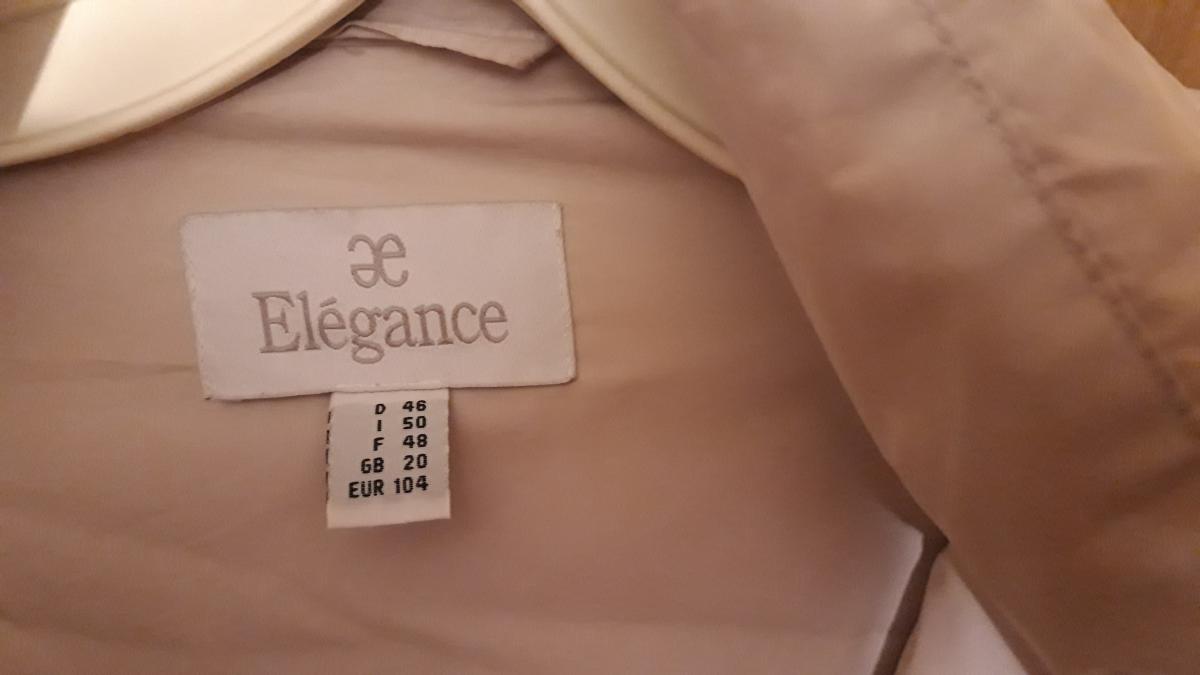 æ
Elégance
D 46
I 50
F 48
GB 20
EUR 104